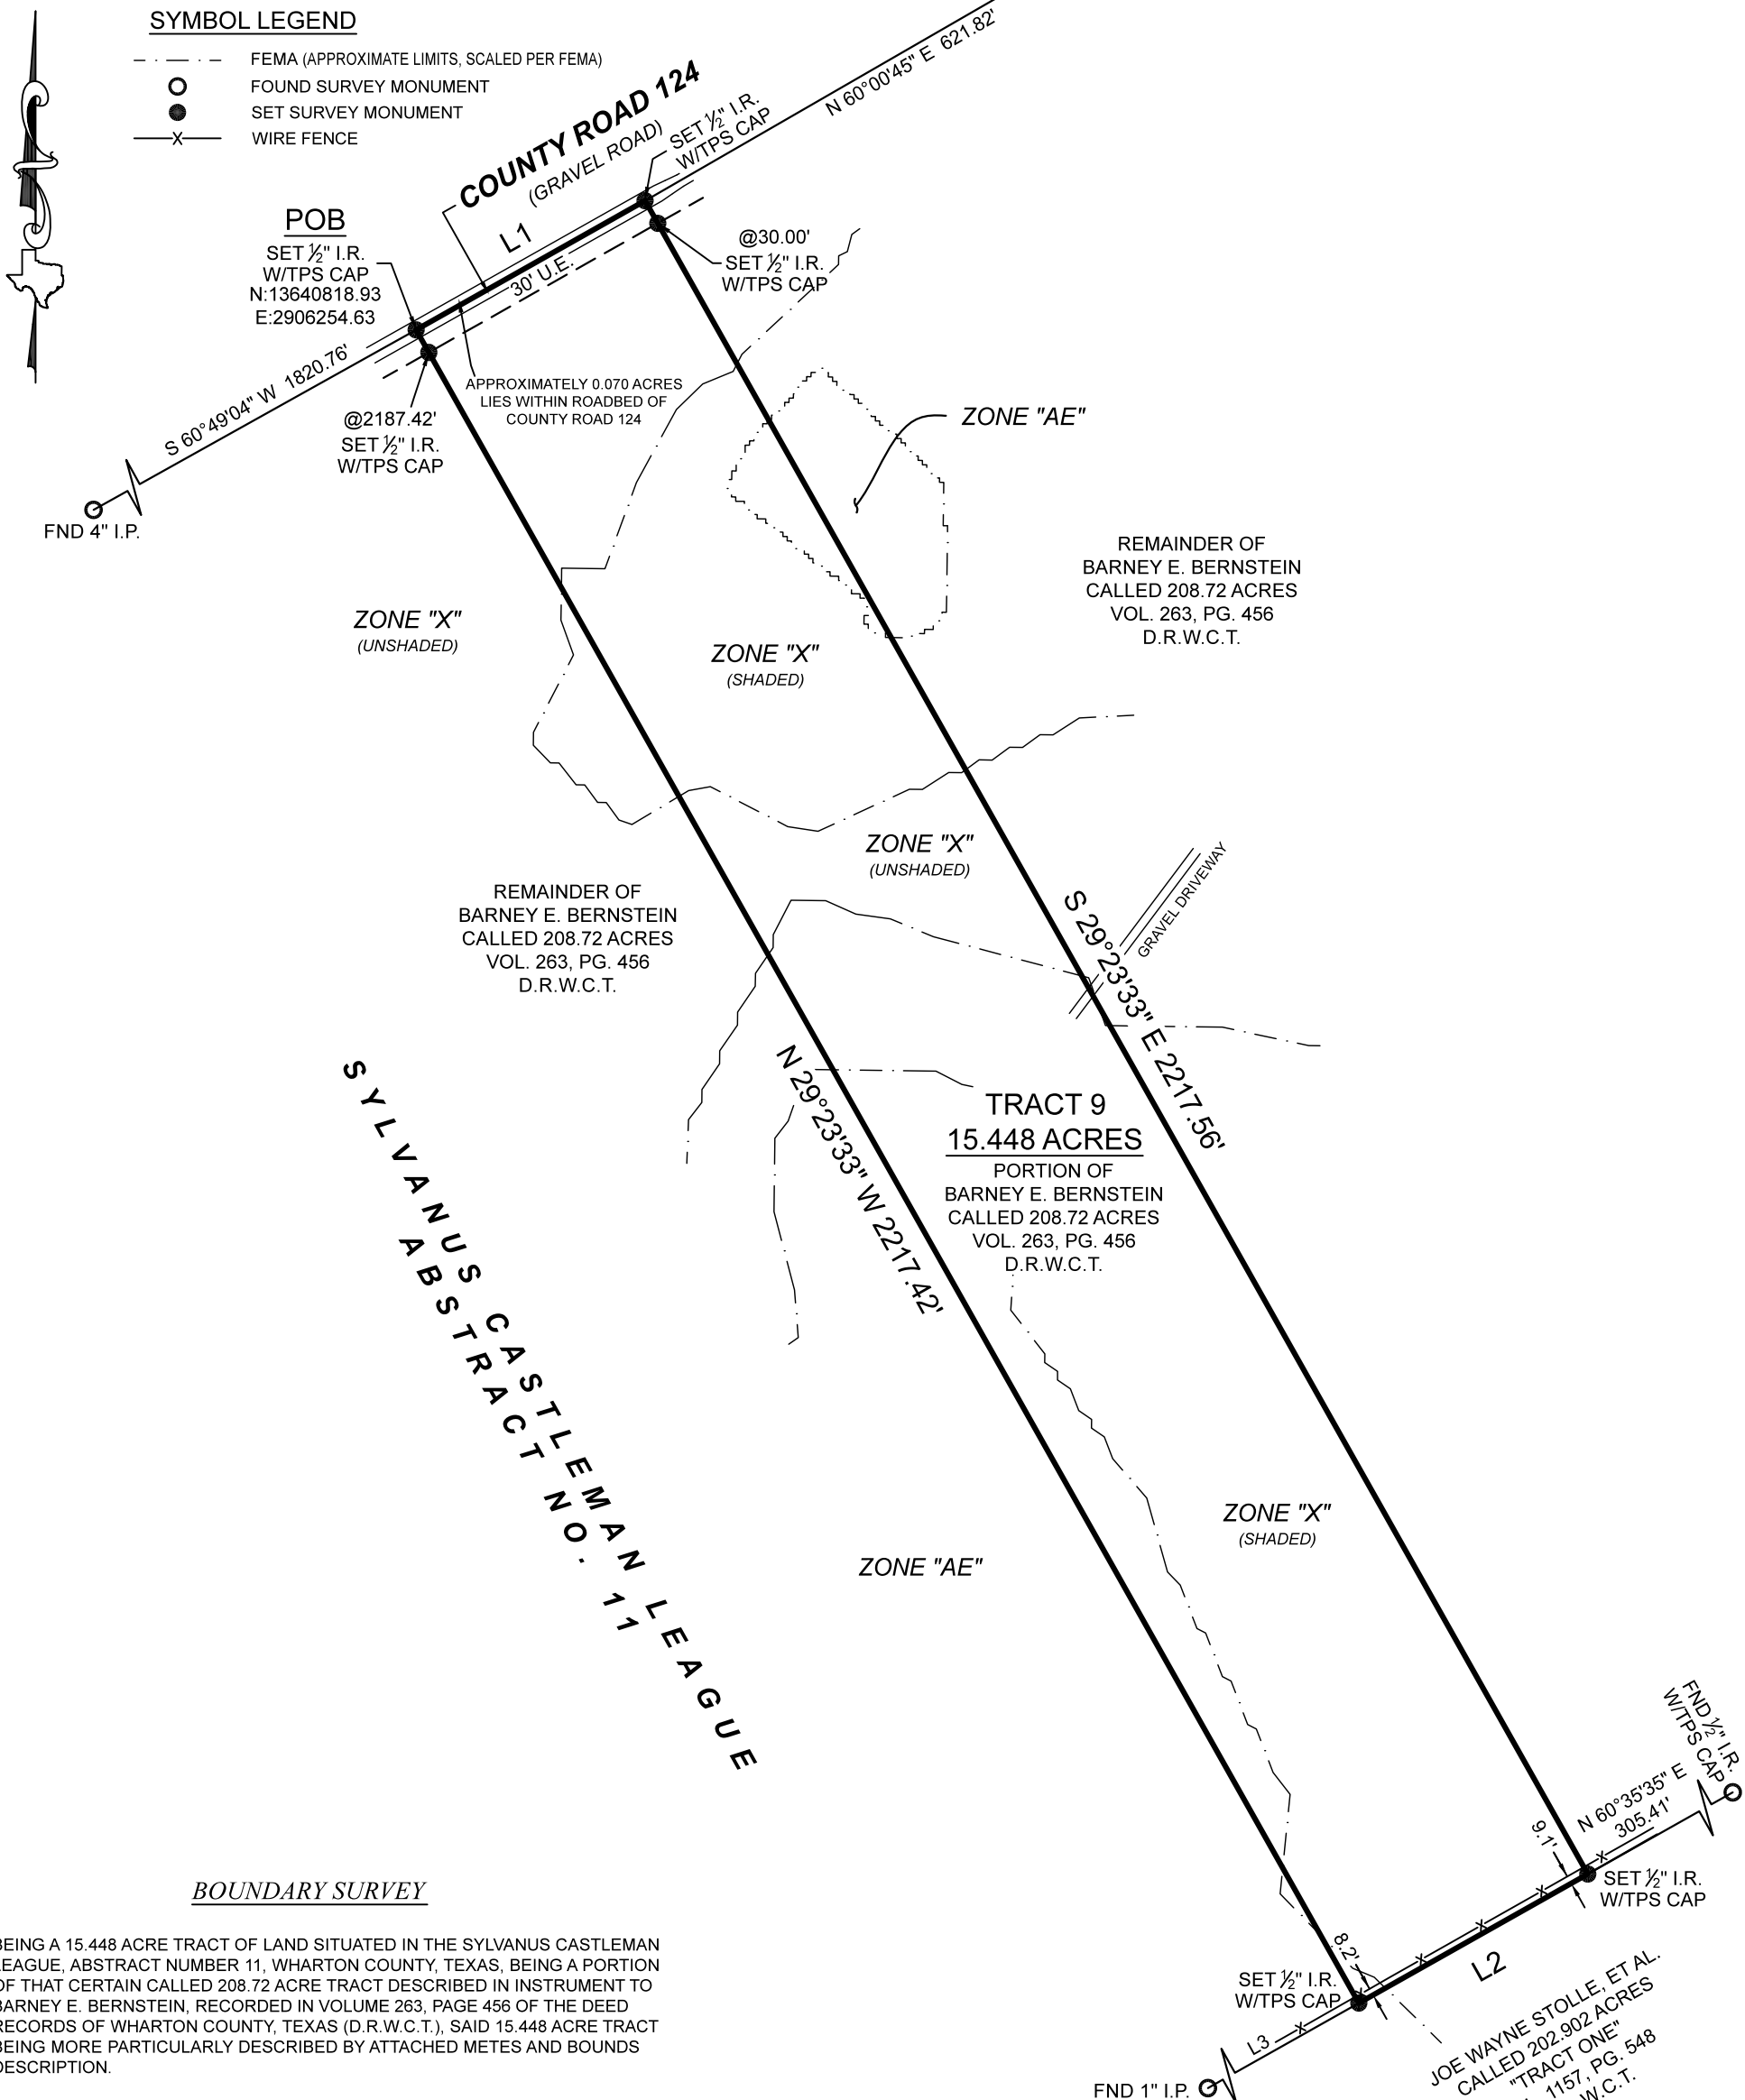 SYMBOL LEGEND
FEMA (APPROXIMATE LIMITS, SCALED PER FEMA)
FOUND SURVEY MONUMENT
SET SURVEY MONUMENT
X WIRE FENCE
COUNTY ROAD 124
(GRAVEL ROAD)
SET ½" I.R.
W/TPS CAP
N 60°00'45" E 621.82'
POB
SET ½" I.R.
W/TPS CAP
N:13640818.93
E:2906254.63
L1
30' U.E.
@30.00'
SET ½" I.R.
W/TPS CAP
S 60°49'04" W 1820.76'
FND 4" I.P.
@2187.42'
SET ½" I.R.
W/TPS CAP
APPROXIMATELY 0.070 ACRES
LIES WITHIN ROADBED OF
COUNTY ROAD 124
ZONE "AE"
REMAINDER OF
BARNEY E. BERNSTEIN
CALLED 208.72 ACRES
VOL. 263, PG. 456
D.R.W.C.T.
ZONE "X"
(UNSHADED)
ZONE "X"
(SHADED)
ZONE "X"
(UNSHADED)
REMAINDER OF
BARNEY E. BERNSTEIN
CALLED 208.72 ACRES
VOL. 263, PG. 456
D.R.W.C.T.
GRAVEL DRIVEWAY
S 29°23'33" E 2217.56'
N 29°23'33" W 2217.42'
TRACT 9
15.448 ACRES
PORTION OF
BARNEY E. BERNSTEIN
CALLED 208.72 ACRES
VOL. 263, PG. 456
D.R.W.C.T.
SYLVANUS CASTLEMAN LEAGUE
ABSTRACT NO. 11
ZONE "X"
(SHADED)
ZONE "AE"
FND ½" I.R.
W/TPS CAP
N 60°35'35" E
305.41'
9.1'
SET ½" I.R.
W/TPS CAP
X
X
X
X
X
X
8.2'
L2
SET ½" I.R.
W/TPS CAP
L3
FND 1" I.P.
JOE WAYNE STOLLE, ET AL.
CALLED 202.902 ACRES
"TRACT ONE"
1157, PG. 548
W.C.T.
BOUNDARY SURVEY
BEING A 15.448 ACRE TRACT OF LAND SITUATED IN THE SYLVANUS CASTLEMAN
LEAGUE, ABSTRACT NUMBER 11, WHARTON COUNTY, TEXAS, BEING A PORTION
OF THAT CERTAIN CALLED 208.72 ACRE TRACT DESCRIBED IN INSTRUMENT TO
BARNEY E. BERNSTEIN, RECORDED IN VOLUME 263, PAGE 456 OF THE DEED
RECORDS OF WHARTON COUNTY, TEXAS (D.R.W.C.T.), SAID 15.448 ACRE TRACT
BEING MORE PARTICULARLY DESCRIBED BY ATTACHED METES AND BOUNDS
DESCRIPTION.